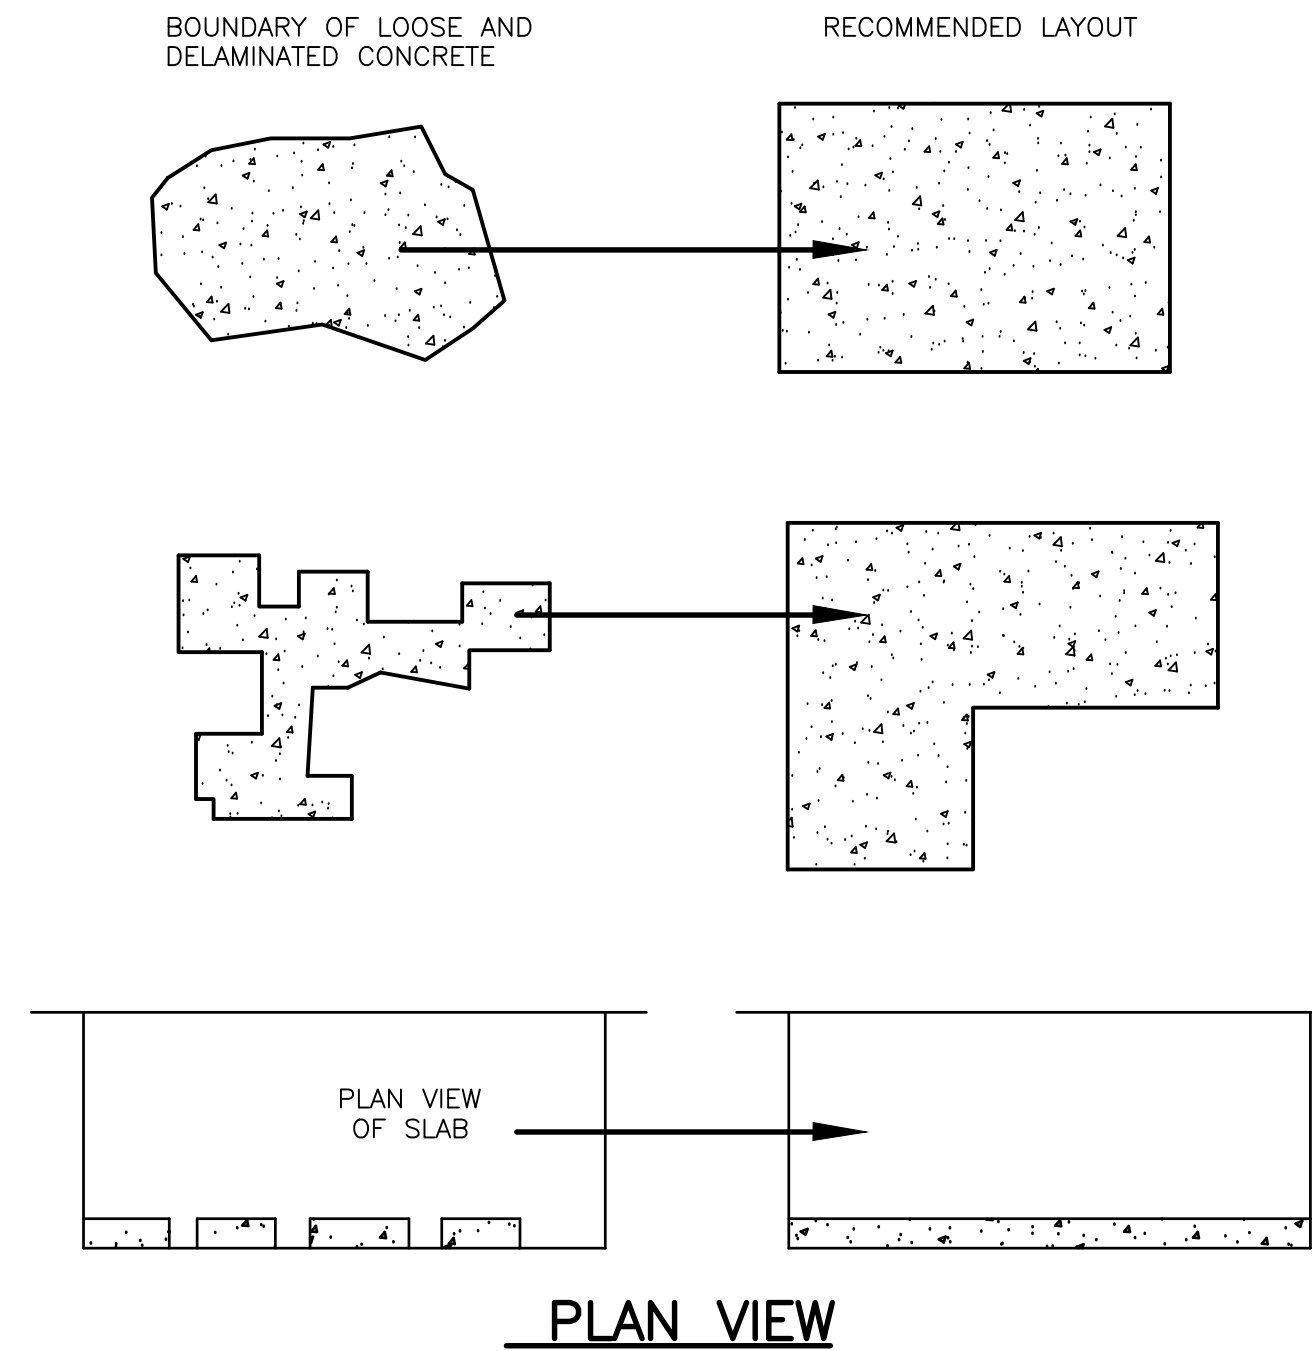 BOUNDARY OF LOOSE AND
DELAMINATED CONCRETE
RECOMMENDED LAYOUT
PLAN VIEW
OF SLAB
PLAN VIEW